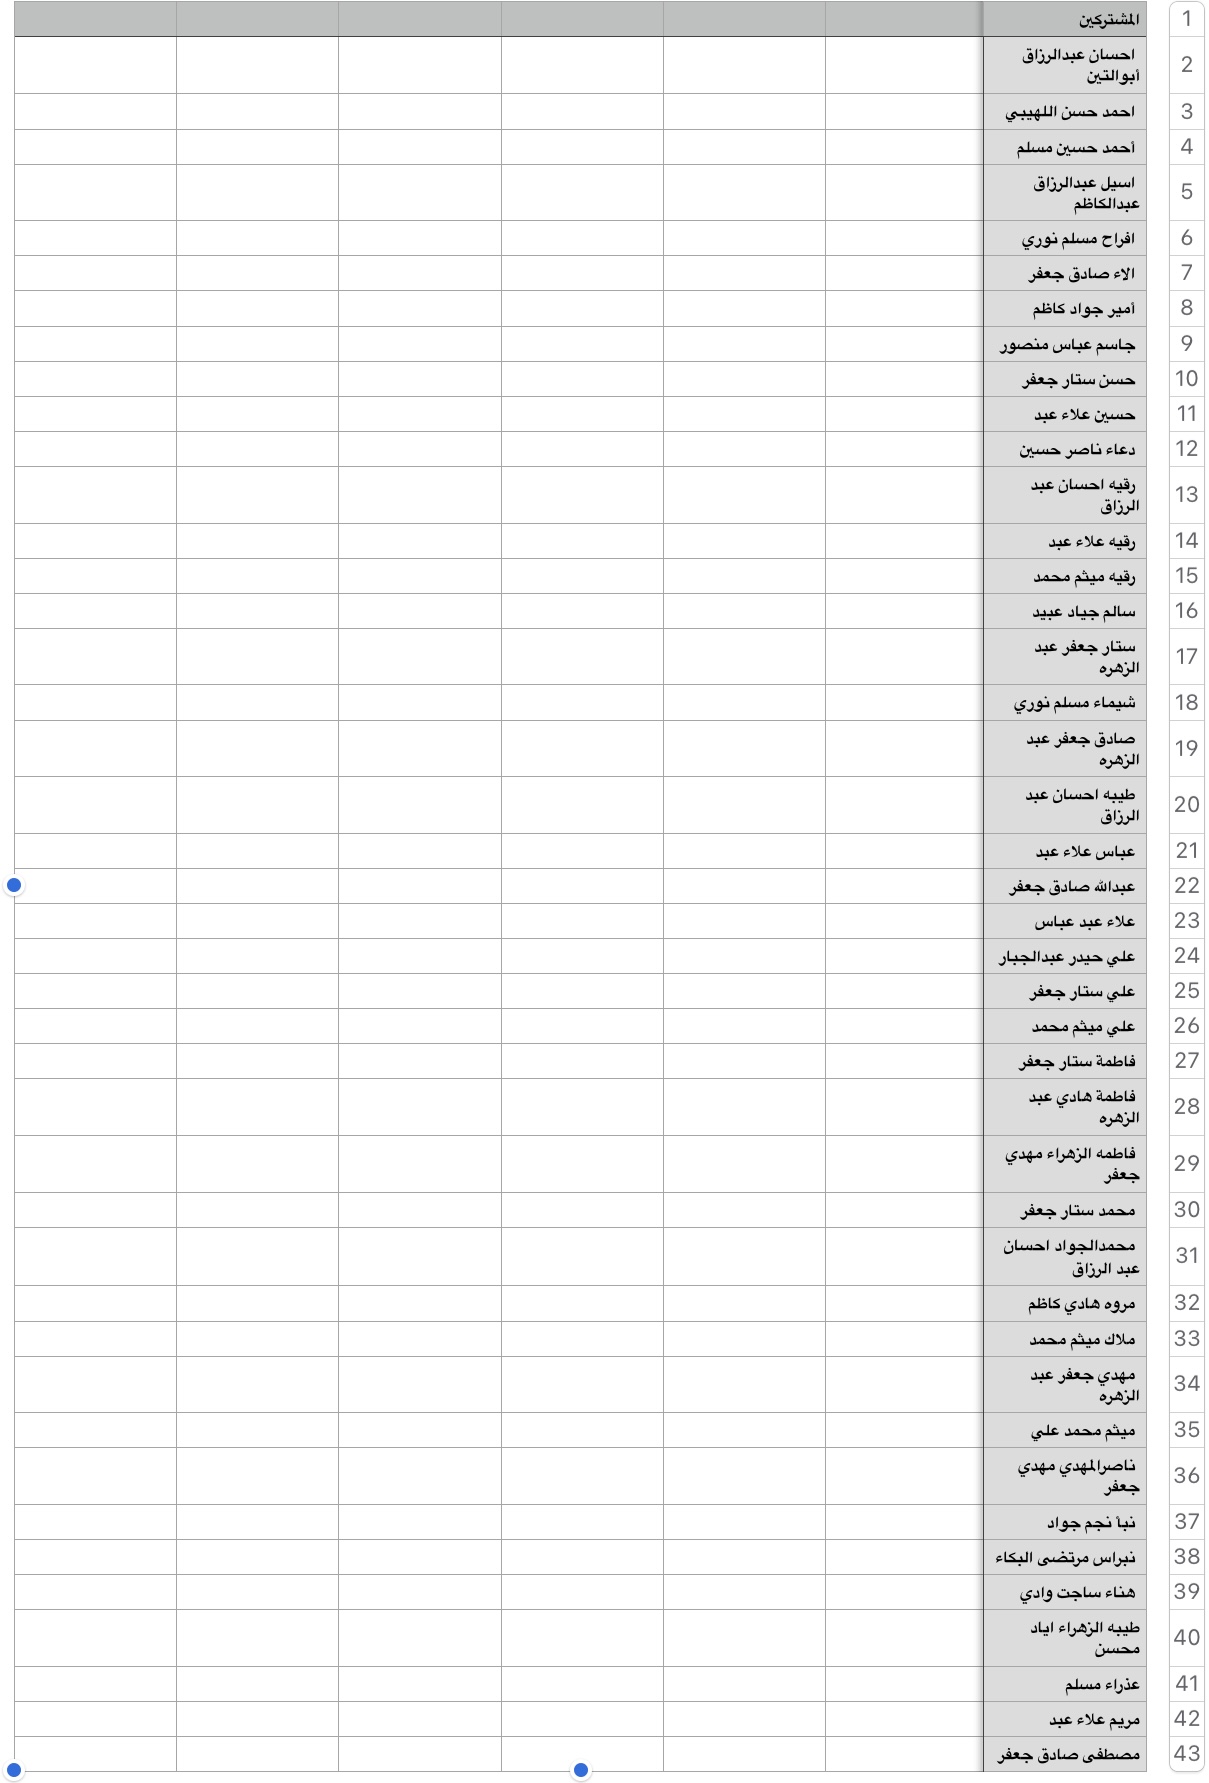 المشتركين 1
احسان عبدالرزاق
أبوالتين 2
احمد حسن اللهيبي 3
أحمد حسين مسلم 4
اسيل عبدالرزاق
عبدالكاظم 5
افراح مسلم نوري 6
الاء صادق جعفر 7
أمير جواد كاظم 8
جاسم عباس منصور 9
حسن ستار جعفر 10
حسين علاء عبد 11
دعاء ناصر حسين 12
رقيه احسان عبد
الرزاق 13
رقيه علاء عبد 14
رقيه ميثم محمد 15
سالم جياد عبيد 16
ستار جعفر عبد
الزهره 17
شيماء مسلم نوري 18
صادق جعفر عبد
الزهره 19
طيبه احسان عبد
الرزاق 20
عباس علاء عبد 21
عبدالله صادق جعفر 22
علاء عبد عباس 23
علي حيدر عبدالجبار 24
علي ستار جعفر 25
علي ميثم محمد 26
فاطمة ستار جعفر 27
فاطمة هادي عبد
الزهره 28
فاطمه الزهراء مهدي
جعفر 29
محمد ستار جعفر 30
محمدالجواد احسان
عبد الرزاق 31
مروه هادي كاظم 32
ملاك ميثم محمد 33
مهدي جعفر عبد
الزهره 34
ميثم محمد علي 35
ناصرالمهدي مهدي
جعفر 36
نبأ نجم جواد 37
نبراس مرتضى البكاء 38
هناء ساجت وادي 39
طيبه الزهراء اياد
محسن 40
عذراء مسلم 41
مريم علاء عبد 42
مصطفى صادق جعفر 43